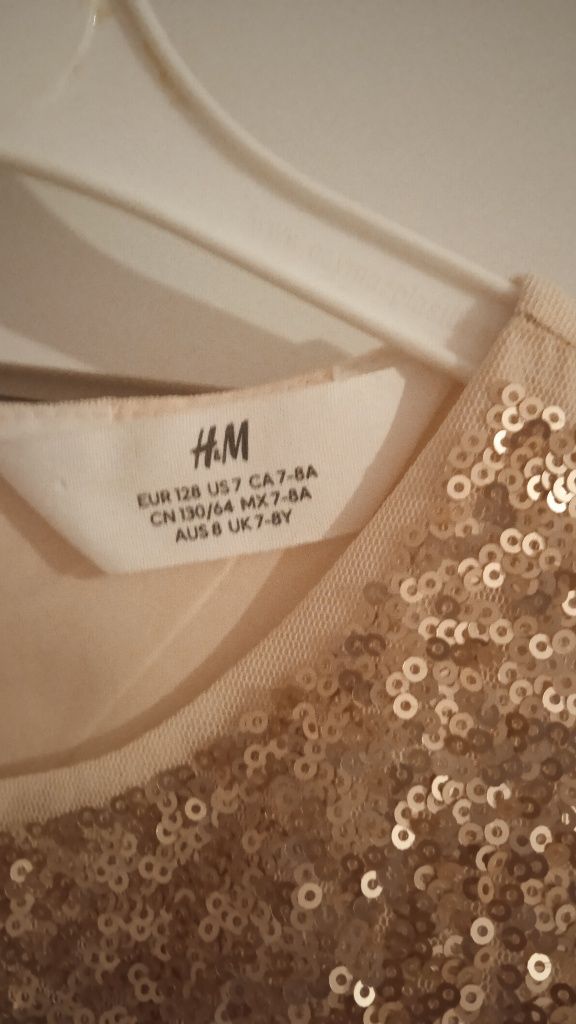 H&M
EUR 128 US 7 CA 7-8A
CN 130/64 MX 7-8A
AUS 8 UK 7-8Y